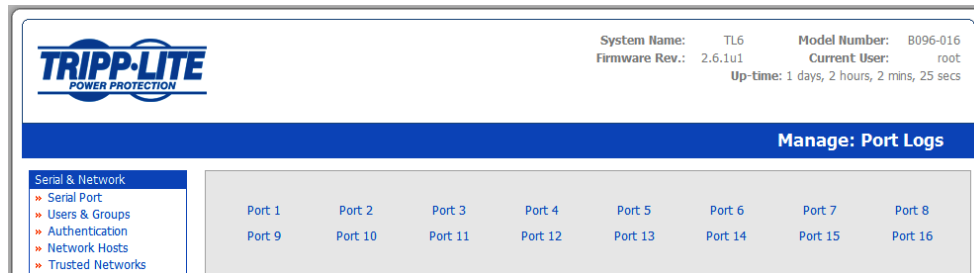 TRIPP·LITE
POWER PROTECTION
System Name: TL6 Model Number: B096-016
Firmware Rev.: 2.6.1u1 Current User: root
Up-time: 1 days, 2 hours, 2 mins, 25 secs
Manage: Port Logs
Serial & Network
» Serial Port
» Users & Groups
» Authentication
» Network Hosts
» Trusted Networks
Port 1 Port 2 Port 3 Port 4 Port 5 Port 6 Port 7 Port 8
Port 9 Port 10 Port 11 Port 12 Port 13 Port 14 Port 15 Port 16